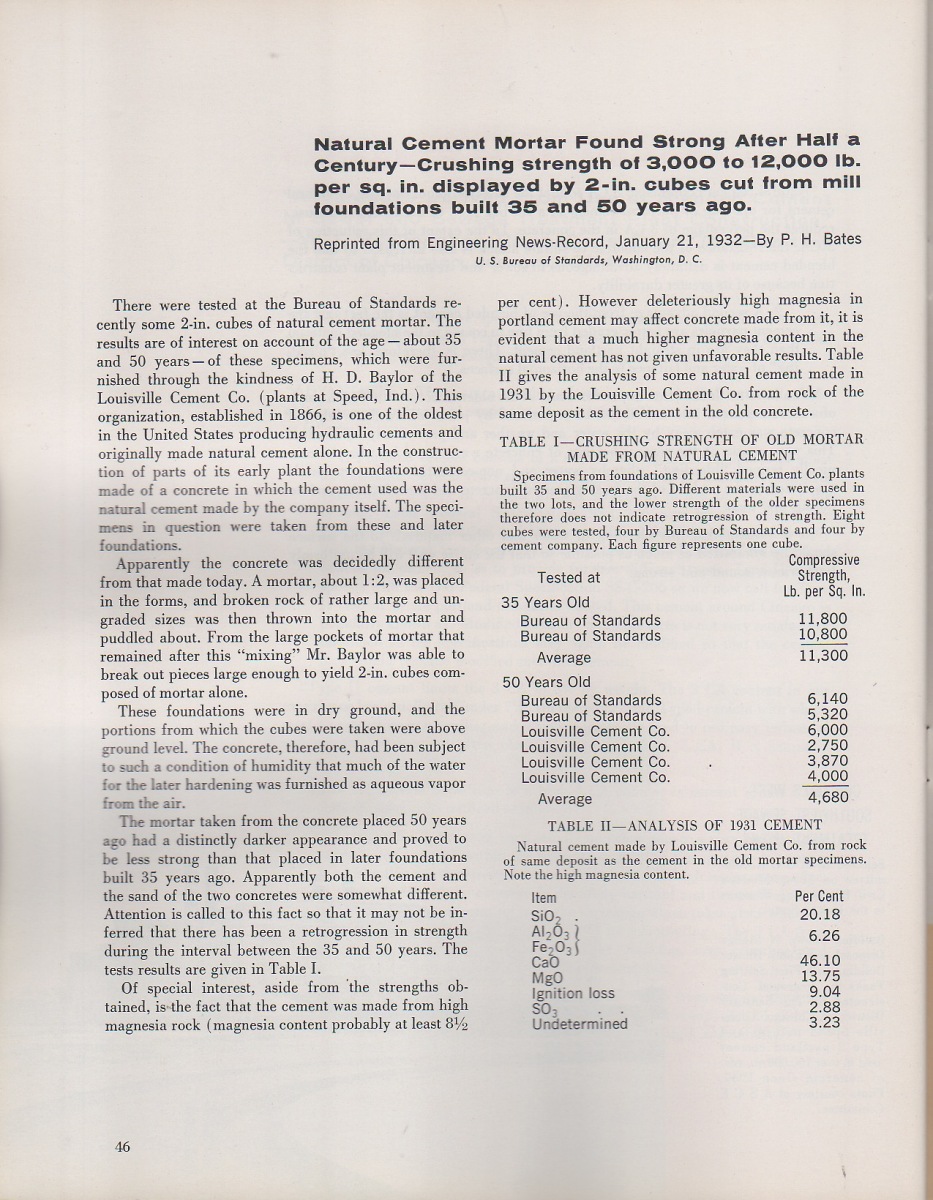 Natural Cement Mortar Found Strong After Half a
Century—Crushing strength of 3,000 to 12,000 lb.
per sq. in. displayed by 2-in. cubes cut from mill
foundations built 35 and 50 years ago.
Reprinted from Engineering News-Record, January 21, 1932—By P. H. Bates
U. S. Bureau of Standards, Washington, D. C.
There were tested at the Bureau of Standards re-
cently some 2-in. cubes of natural cement mortar. The
results are of interest on account of the age — about 35
and 50 years — of these specimens, which were fur-
nished through the kindness of H. D. Baylor of the
Louisville Cement Co. (plants at Speed, Ind.). This
organization, established in 1866, is one of the oldest
in the United States producing hydraulic cements and
originally made natural cement alone. In the construc-
tion of parts of its early plant the foundations were
made of a concrete in which the cement used was the
natural cement made by the company itself. The speci-
mens in question were taken from these and later
foundations.
Apparently the concrete was decidedly different
from that made today. A mortar, about 1:2, was placed
in the forms, and broken rock of rather large and un-
graded sizes was then thrown into the mortar and
puddled about. From the large pockets of mortar that
remained after this “mixing” Mr. Baylor was able to
break out pieces large enough to yield 2-in. cubes com-
posed of mortar alone.
These foundations were in dry ground, and the
portions from which the cubes were taken were above
ground level. The concrete, therefore, had been subject
to such a condition of humidity that much of the water
for the later hardening was furnished as aqueous vapor
from the air.
The mortar taken from the concrete placed 50 years
ago had a distinctly darker appearance and proved to
be less strong than that placed in later foundations
built 35 years ago. Apparently both the cement and
the sand of the two concretes were somewhat different.
Attention is called to this fact so that it may not be in-
ferred that there has been a retrogression in strength
during the interval between the 35 and 50 years. The
tests results are given in Table I.
Of special interest, aside from the strengths ob-
tained, is the fact that the cement was made from high
magnesia rock (magnesia content probably at least 8½
per cent). However deleteriously high magnesia in
portland cement may affect concrete made from it, it is
evident that a much higher magnesia content in the
natural cement has not given unfavorable results. Table
II gives the analysis of some natural cement made in
1931 by the Louisville Cement Co. from rock of the
same deposit as the cement in the old concrete.
TABLE I—CRUSHING STRENGTH OF OLD MORTAR
MADE FROM NATURAL CEMENT
Specimens from foundations of Louisville Cement Co. plants
built 35 and 50 years ago. Different materials were used in
the two lots, and the lower strength of the older specimens
therefore does not indicate retrogression of strength. Eight
cubes were tested, four by Bureau of Standards and four by
cement company. Each figure represents one cube.
Compressive
Tested at Strength,
Lb. per Sq. In.
35 Years Old
Bureau of Standards 11,800
Bureau of Standards 10,800
Average 11,300
50 Years Old
Bureau of Standards 6,140
Bureau of Standards 5,320
Louisville Cement Co. 6,000
Louisville Cement Co. 2,750
Louisville Cement Co. 3,870
Louisville Cement Co. 4,000
Average 4,680
TABLE II—ANALYSIS OF 1931 CEMENT
Natural cement made by Louisville Cement Co. from rock
of same deposit as the cement in the old mortar specimens.
Note the high magnesia content.
Item Per Cent
SiO₂ 20.18
Al₂O₃ } 6.26
Fe₂O₃ }
CaO 46.10
MgO 13.75
Ignition loss 9.04
SO₃ 2.88
Undetermined 3.23
46